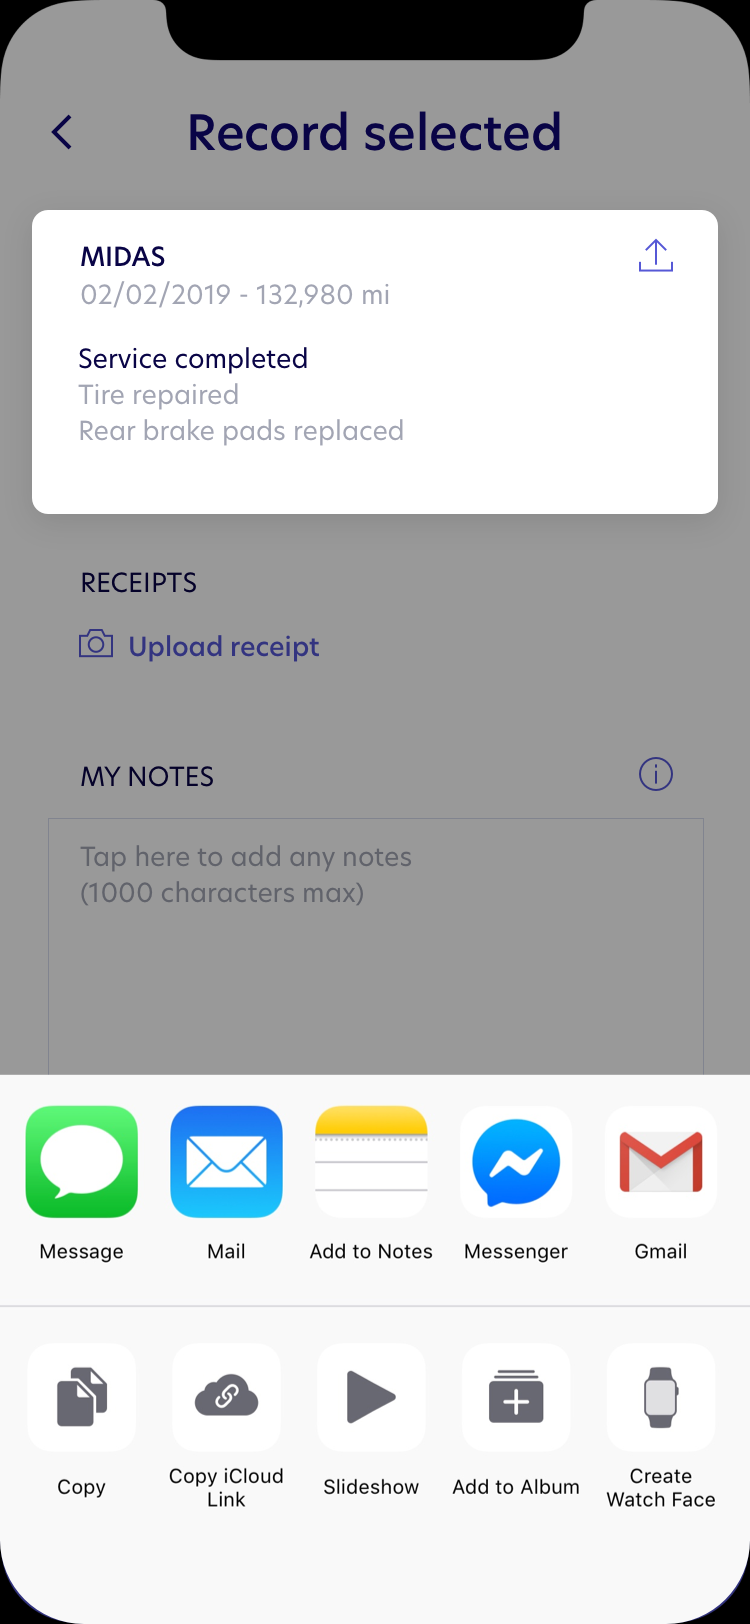 Record selected
MIDAS
02/02/2019 - 132,980 mi
Service completed
Tire repaired
Rear brake pads replaced
RECEIPTS
Upload receipt
MY NOTES
Tap here to add any notes
(1000 characters max)
Message Mail Add to Notes Messenger Gmail
Copy Copy iCloud Link Slideshow Add to Album Create Watch Face